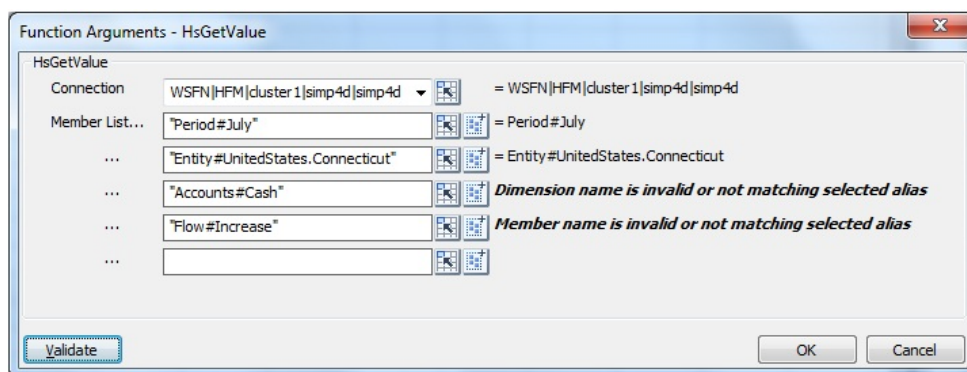 Function Arguments - HsGetValue
HsGetValue
Connection WSFN|HFM|cluster1|simp4d|simp4d = WSFN|HFM|cluster1|simp4d|simp4d
Member List... "Period#July" = Period#July
... "Entity#UnitedStates.Connecticut" = Entity#UnitedStates.Connecticut
... "Accounts#Cash" Dimension name is invalid or not matching selected alias
... "Flow#Increase" Member name is invalid or not matching selected alias
...
Validate OK Cancel